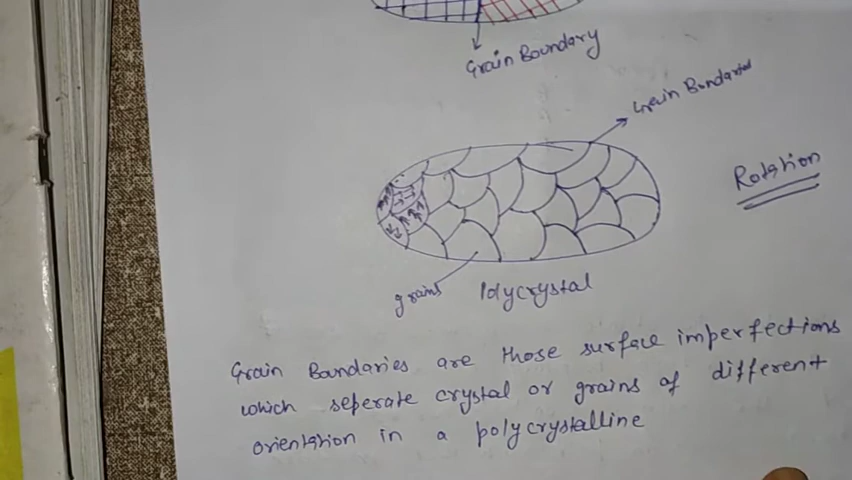 Grain Boundary
Grain Bondaries
Rotation
grains
Polycrystal
Grain Boundaries are those surface imperfections
which seperate crystal or grains of different
orientation in a polycrystalline